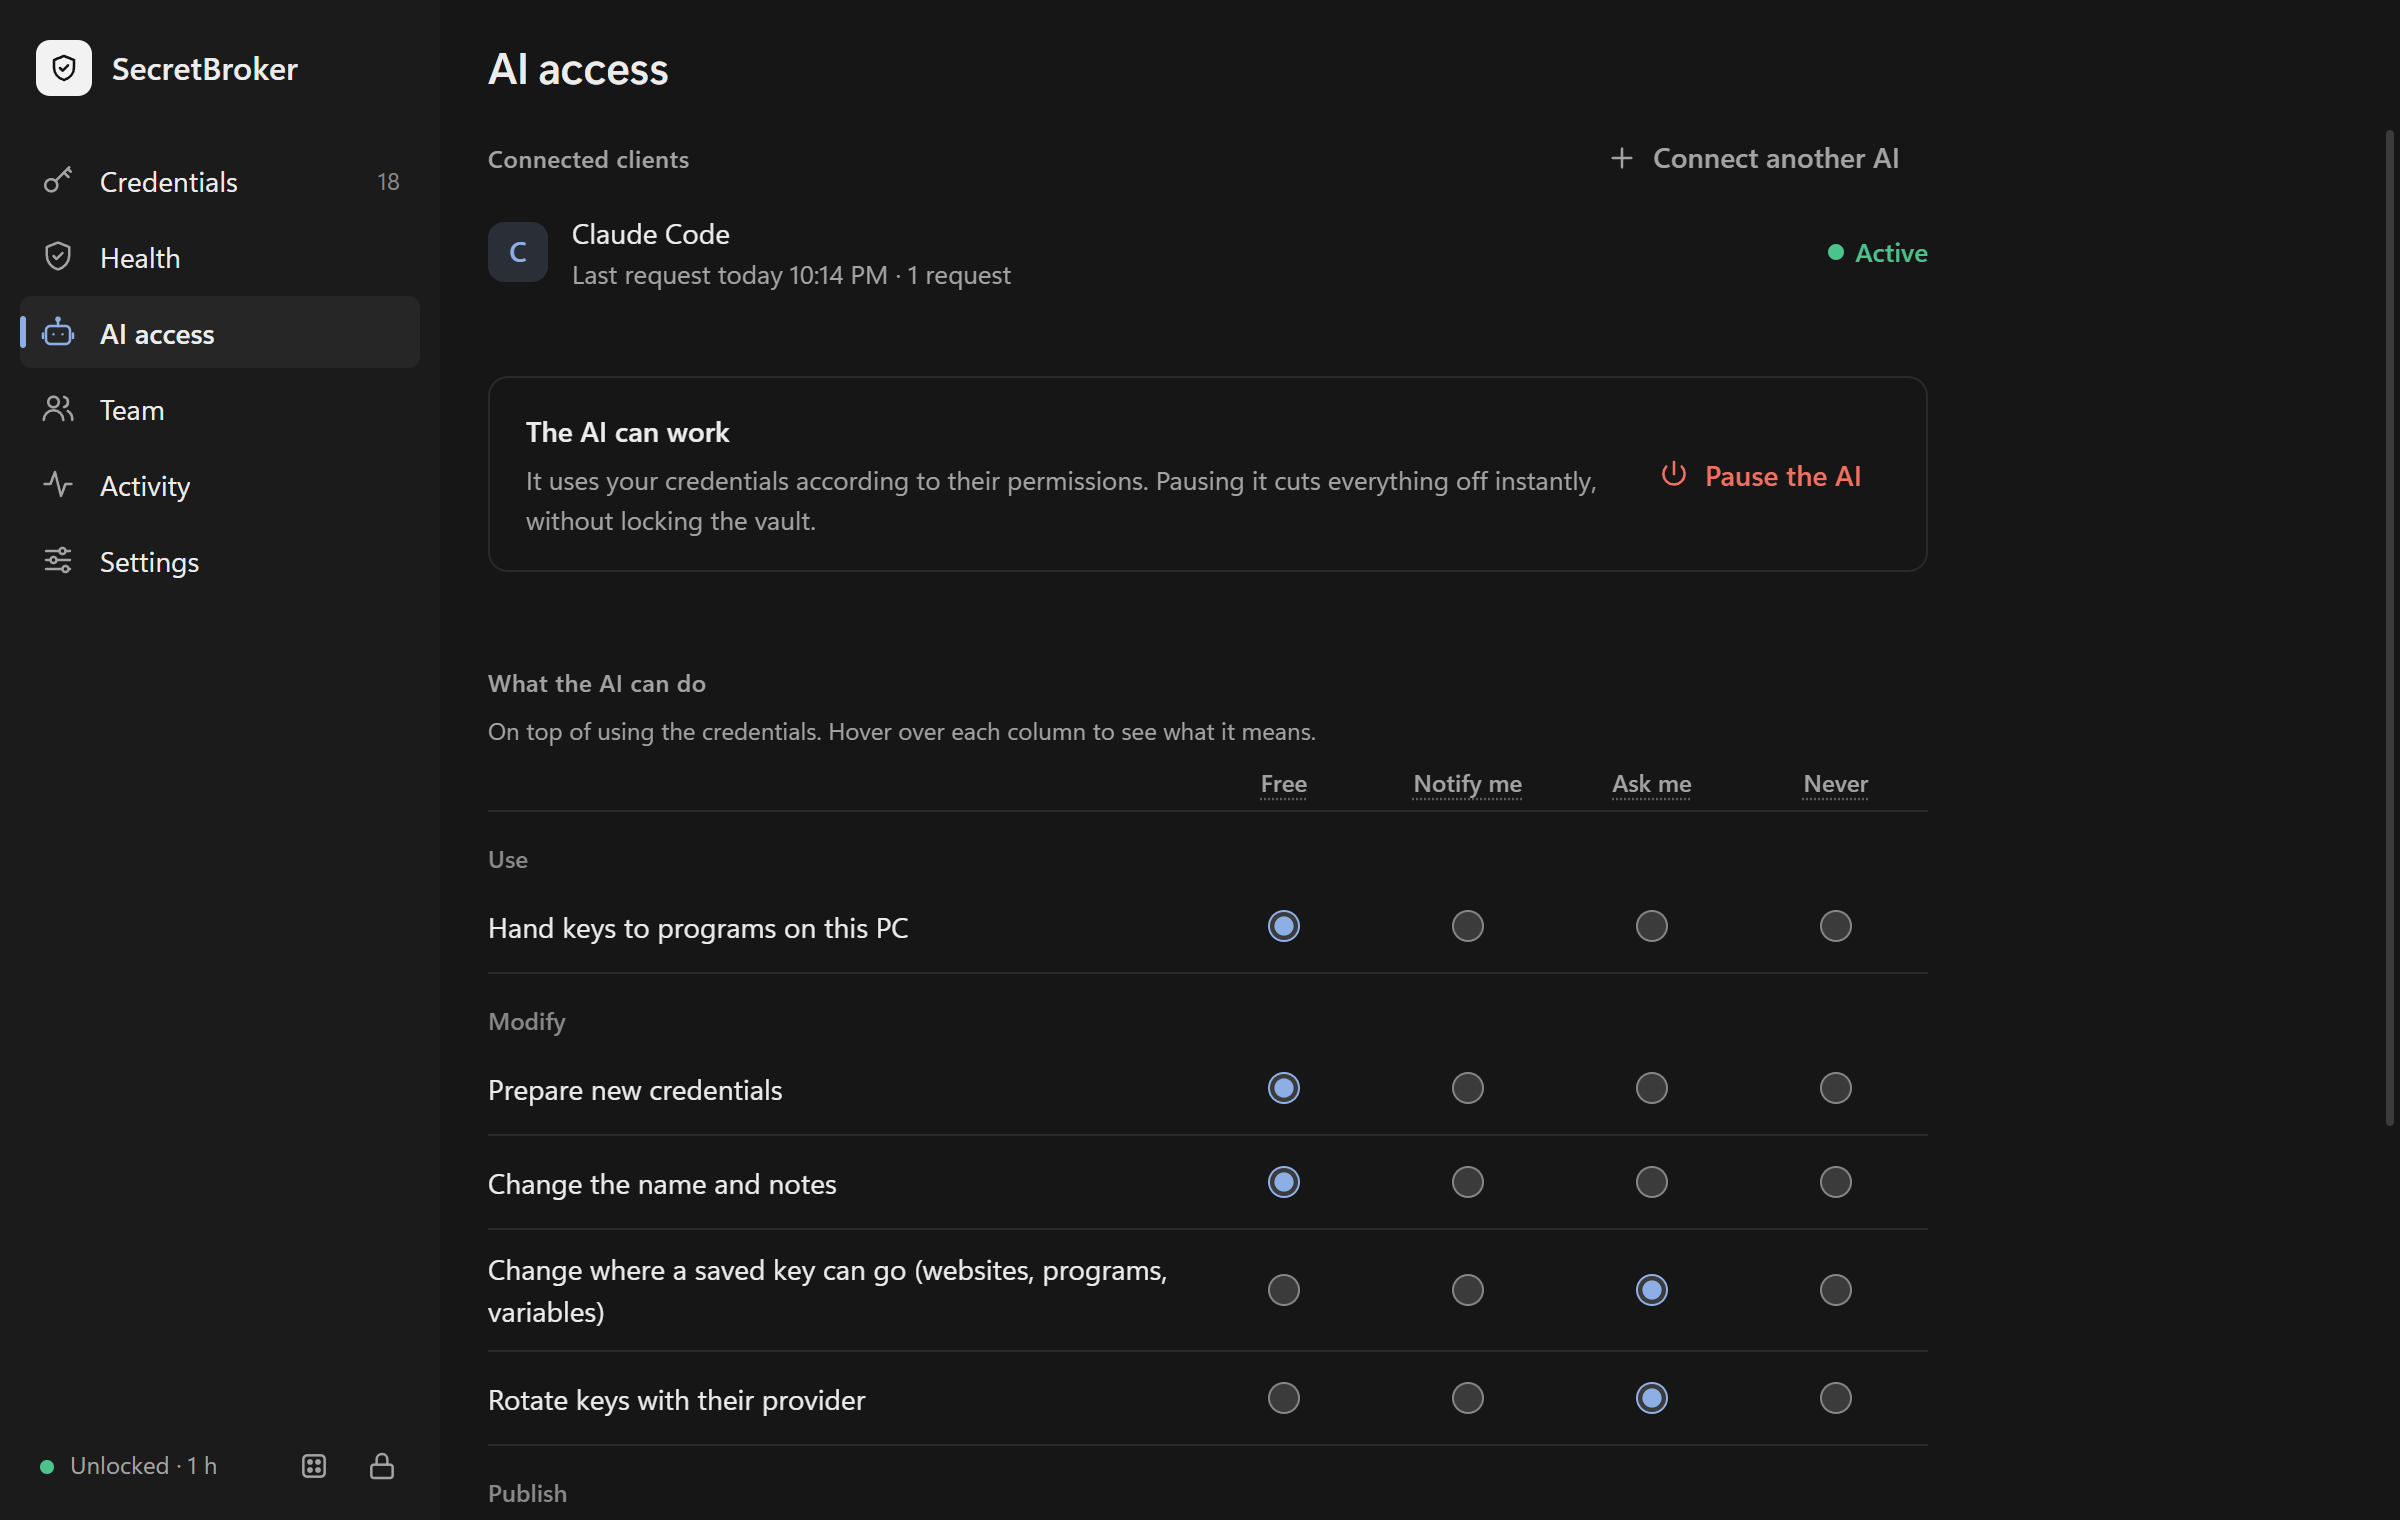 SecretBroker
Credentials 18
Health
AI access
Team
Activity
Settings
Unlocked · 1 h
AI access
Connected clients
Connect another AI
C
Claude Code
Last request today 10:14 PM · 1 request
Active
The AI can work
It uses your credentials according to their permissions. Pausing it cuts everything off instantly,
without locking the vault.
Pause the AI
What the AI can do
On top of using the credentials. Hover over each column to see what it means.
Free Notify me Ask me Never
Use
Hand keys to programs on this PC
Modify
Prepare new credentials
Change the name and notes
Change where a saved key can go (websites, programs,
variables)
Rotate keys with their provider
Publish